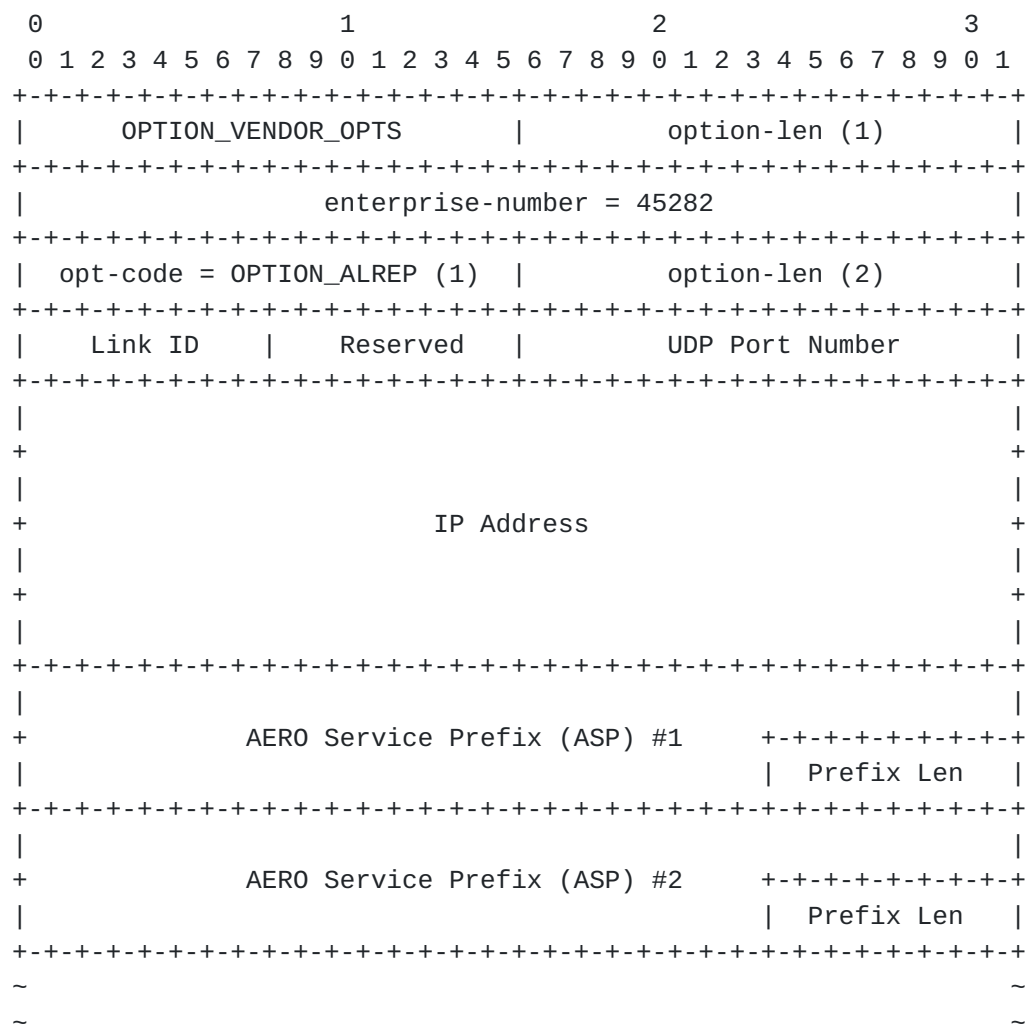 0                   1                   2                   3
 0 1 2 3 4 5 6 7 8 9 0 1 2 3 4 5 6 7 8 9 0 1 2 3 4 5 6 7 8 9 0 1
+-+-+-+-+-+-+-+-+-+-+-+-+-+-+-+-+-+-+-+-+-+-+-+-+-+-+-+-+-+-+-+-+
|      OPTION_VENDOR_OPTS       |         option-len (1)        |
+-+-+-+-+-+-+-+-+-+-+-+-+-+-+-+-+-+-+-+-+-+-+-+-+-+-+-+-+-+-+-+-+
|                   enterprise-number = 45282                   |
+-+-+-+-+-+-+-+-+-+-+-+-+-+-+-+-+-+-+-+-+-+-+-+-+-+-+-+-+-+-+-+-+
|  opt-code = OPTION_ALREP (1)  |         option-len (2)        |
+-+-+-+-+-+-+-+-+-+-+-+-+-+-+-+-+-+-+-+-+-+-+-+-+-+-+-+-+-+-+-+-+
|    Link ID    |    Reserved   |         UDP Port Number       |
+-+-+-+-+-+-+-+-+-+-+-+-+-+-+-+-+-+-+-+-+-+-+-+-+-+-+-+-+-+-+-+-+
|                                                               |
+                                                               +
|                                                               |
+                          IP Address                           +
|                                                               |
+                                                               +
|                                                               |
+-+-+-+-+-+-+-+-+-+-+-+-+-+-+-+-+-+-+-+-+-+-+-+-+-+-+-+-+-+-+-+-+
|                                                               |
+              AERO Service Prefix (ASP) #1     +-+-+-+-+-+-+-+-+
|                                               |  Prefix Len   |
+-+-+-+-+-+-+-+-+-+-+-+-+-+-+-+-+-+-+-+-+-+-+-+-+-+-+-+-+-+-+-+-+
|                                                               |
+              AERO Service Prefix (ASP) #2     +-+-+-+-+-+-+-+-+
|                                               |  Prefix Len   |
+-+-+-+-+-+-+-+-+-+-+-+-+-+-+-+-+-+-+-+-+-+-+-+-+-+-+-+-+-+-+-+-+
~                                                               ~
~                                                               ~